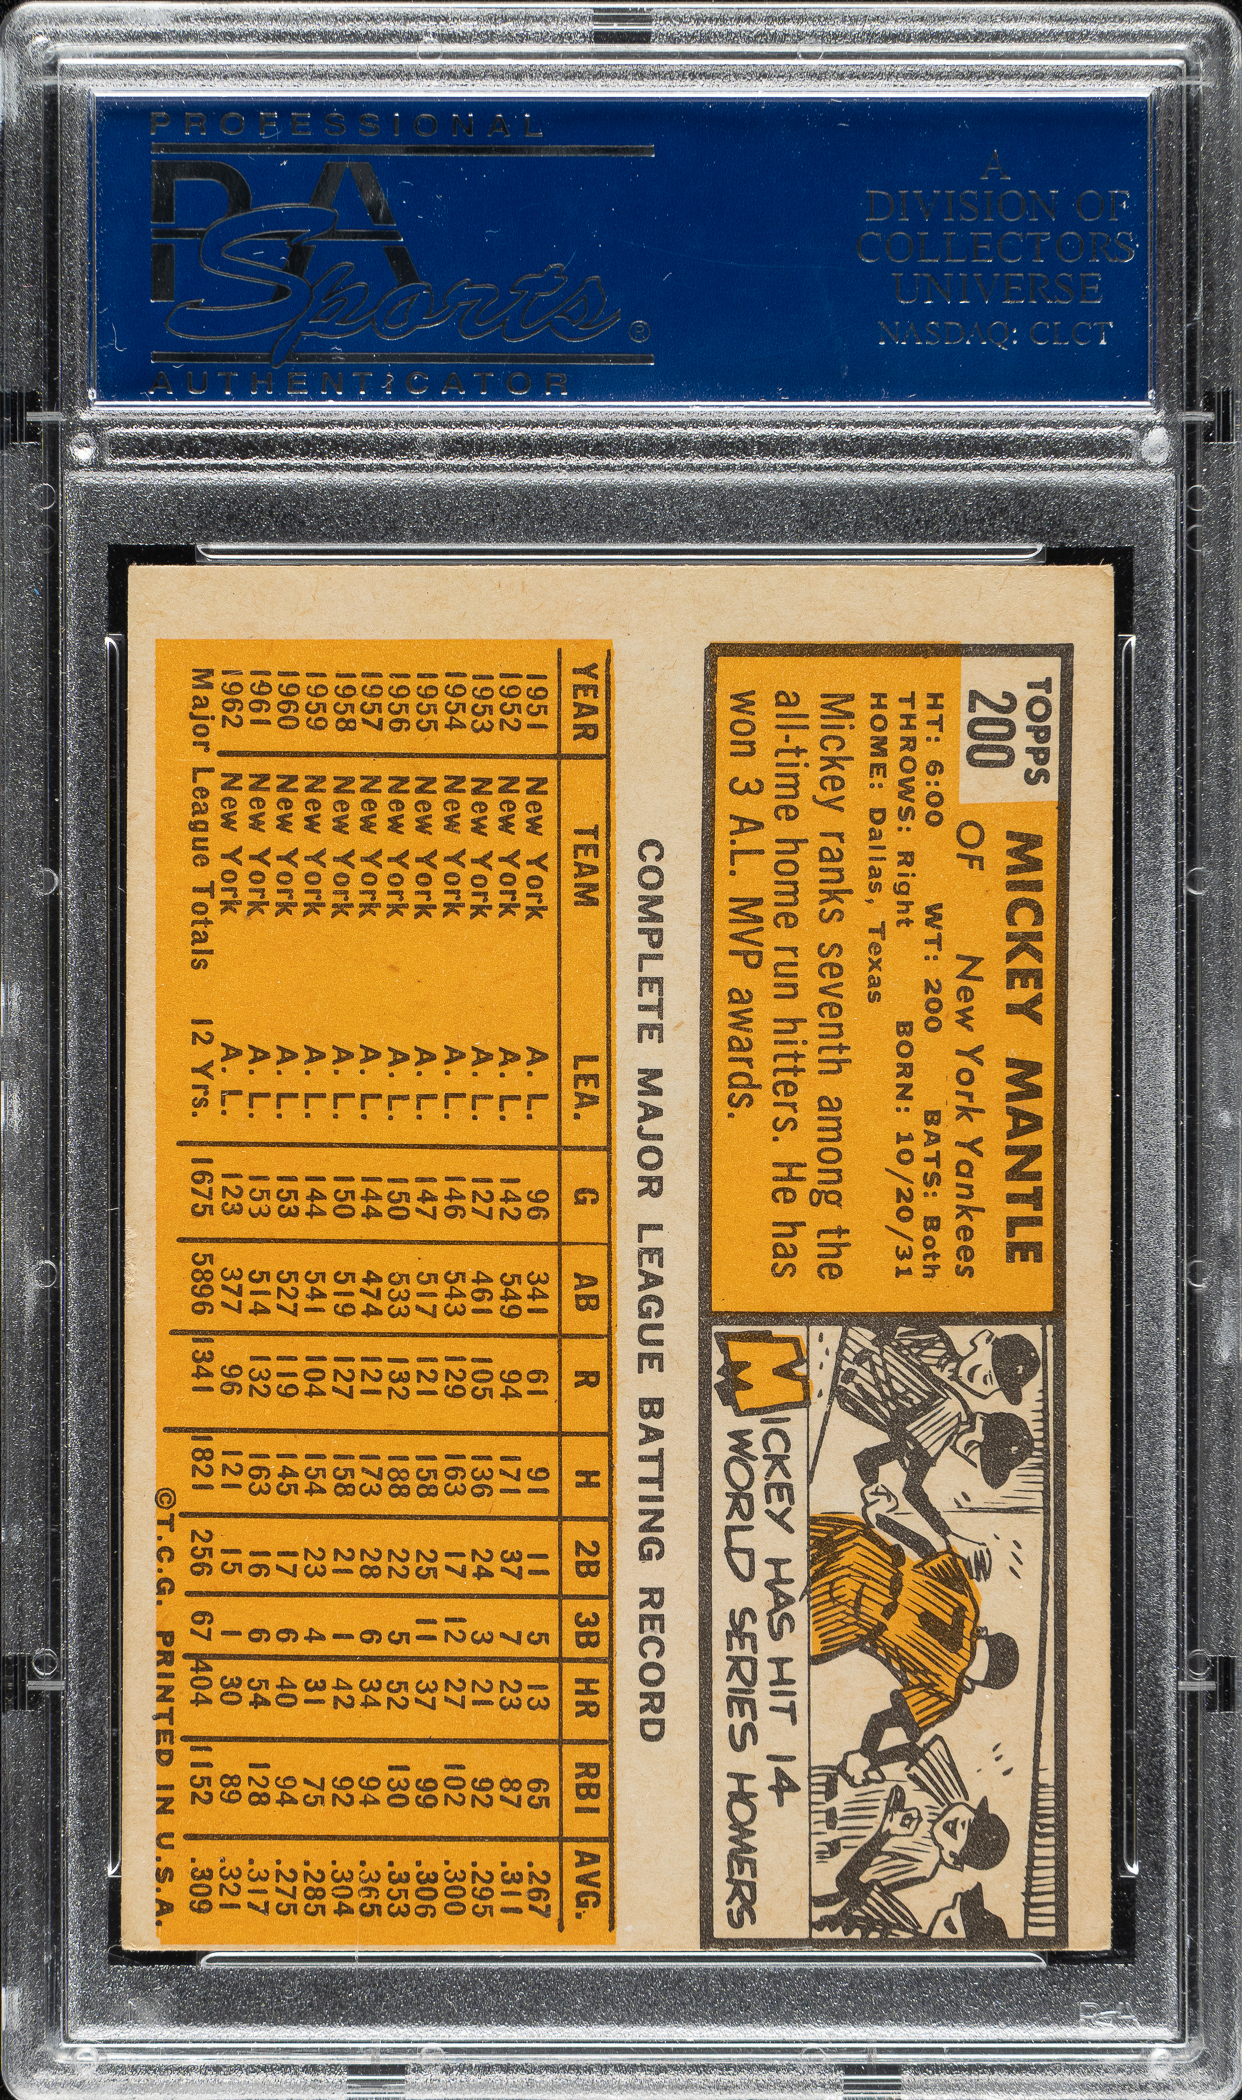 PROFESSIONAL
PSA
Sports®
AUTHENTICATOR
A
DIVISION OF
COLLECTORS
UNIVERSE
NASDAQ: CLCT
TOPPS
200
MICKEY MANTLE
OF New York Yankees
HT: 6:00 WT: 200 BATS: Both
THROWS: Right BORN: 10/20/31
HOME: Dallas, Texas
Mickey ranks seventh among the
all-time home run hitters. He has
won 3 A.L. MVP awards.
MICKEY HAS HIT 14
WORLD SERIES HOMERS
COMPLETE MAJOR LEAGUE BATTING RECORD
YEAR TEAM LEA. G AB R H 2B 3B HR RBI AVG.
1951 New York A. L. 96 341 61 91 11 5 13 65 .267
1952 New York A. L. 142 549 94 171 37 7 23 87 .311
1953 New York A. L. 127 461 105 136 24 3 21 92 .295
1954 New York A. L. 146 543 129 163 17 12 27 102 .300
1955 New York A. L. 147 517 121 158 25 11 37 99 .306
1956 New York A. L. 150 533 132 188 22 5 52 130 .353
1957 New York A. L. 144 474 121 173 28 6 34 94 .365
1958 New York A. L. 150 519 127 158 21 1 42 92 .304
1959 New York A. L. 144 541 104 154 23 4 31 75 .285
1960 New York A. L. 153 527 119 145 17 6 40 94 .275
1961 New York A. L. 153 514 132 163 16 6 54 128 .317
1962 New York A. L. 123 377 96 121 15 1 30 89 .321
Major League Totals 12 Yrs. 1675 5896 1341 1821 256 67 404 1152 .309
©T.C.G. PRINTED IN U.S.A.
PSA